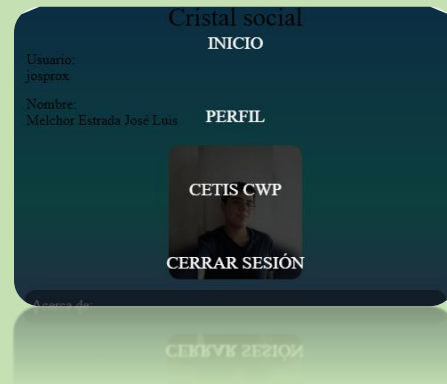 Cristal social
INICIO
Usuario:
josprox
Nombre:
Melchor Estrada José Luis
PERFIL
CETIS CWP
CERRAR SESIÓN
Acerca de:
CERRAR SESIÓN